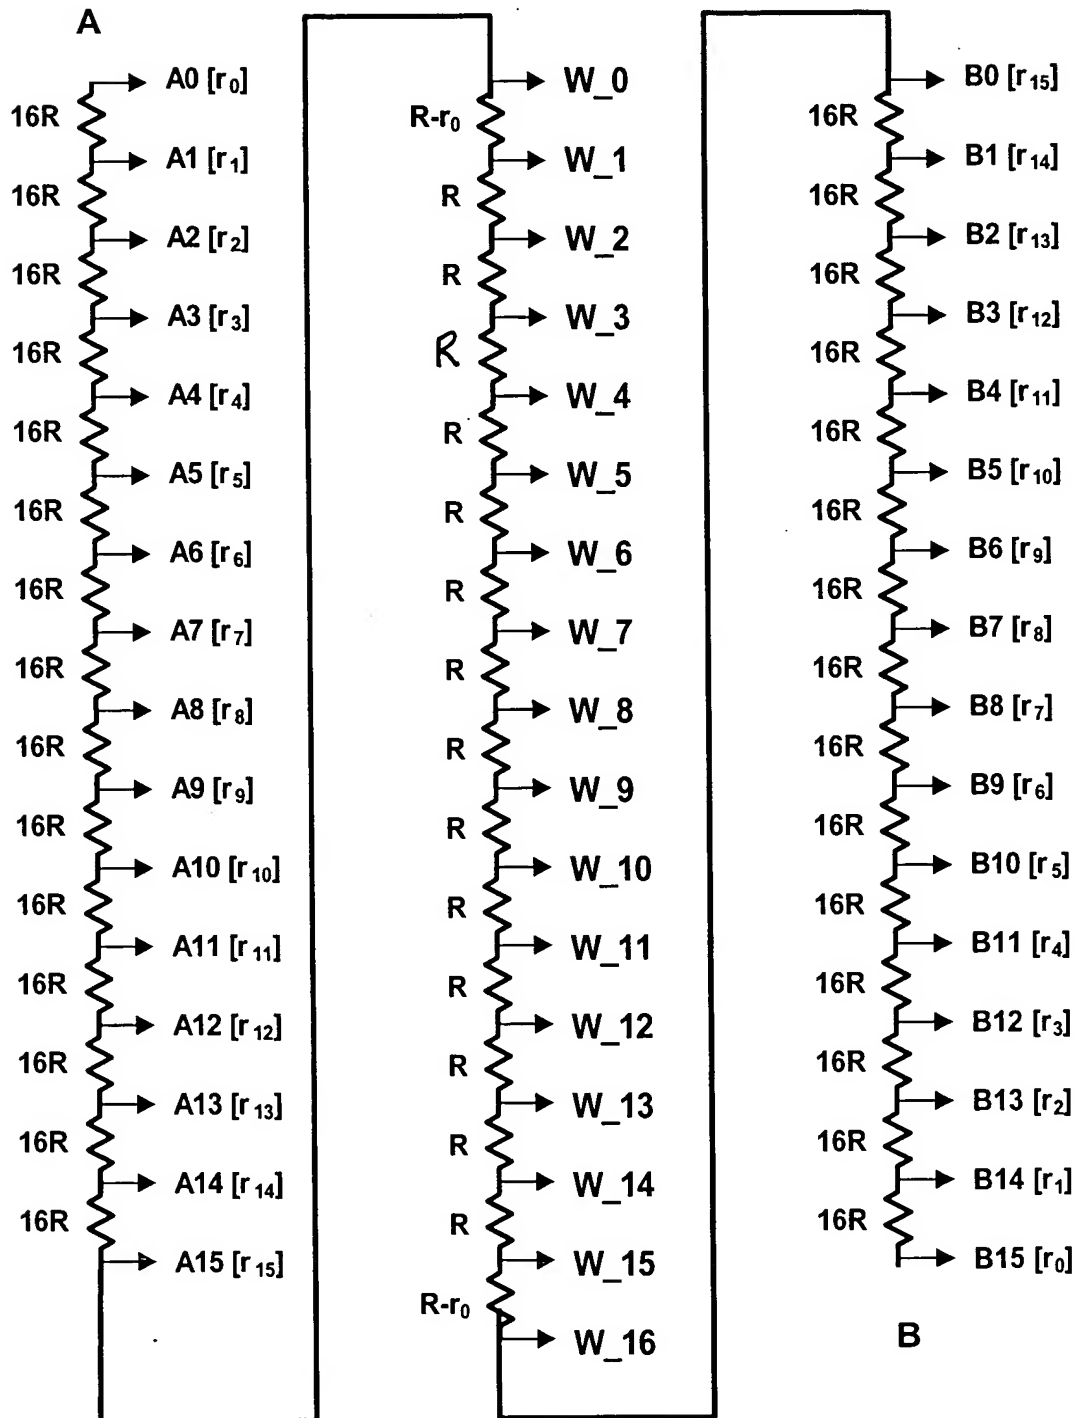 A
A0 [r0]
16R
A1 [r1]
16R
A2 [r2]
16R
A3 [r3]
16R
A4 [r4]
16R
A5 [r5]
16R
A6 [r6]
16R
A7 [r7]
16R
A8 [r8]
16R
A9 [r9]
16R
A10 [r10]
16R
A11 [r11]
16R
A12 [r12]
16R
A13 [r13]
16R
A14 [r14]
16R
A15 [r15]
W_0
R-r0
W_1
R
W_2
R
W_3
R
W_4
R
W_5
R
W_6
R
W_7
R
W_8
R
W_9
R
W_10
R
W_11
R
W_12
R
W_13
R
W_14
R
W_15
R-r0
W_16
B0 [r15]
16R
B1 [r14]
16R
B2 [r13]
16R
B3 [r12]
16R
B4 [r11]
16R
B5 [r10]
16R
B6 [r9]
16R
B7 [r8]
16R
B8 [r7]
16R
B9 [r6]
16R
B10 [r5]
16R
B11 [r4]
16R
B12 [r3]
16R
B13 [r2]
16R
B14 [r1]
16R
B15 [r0]
B